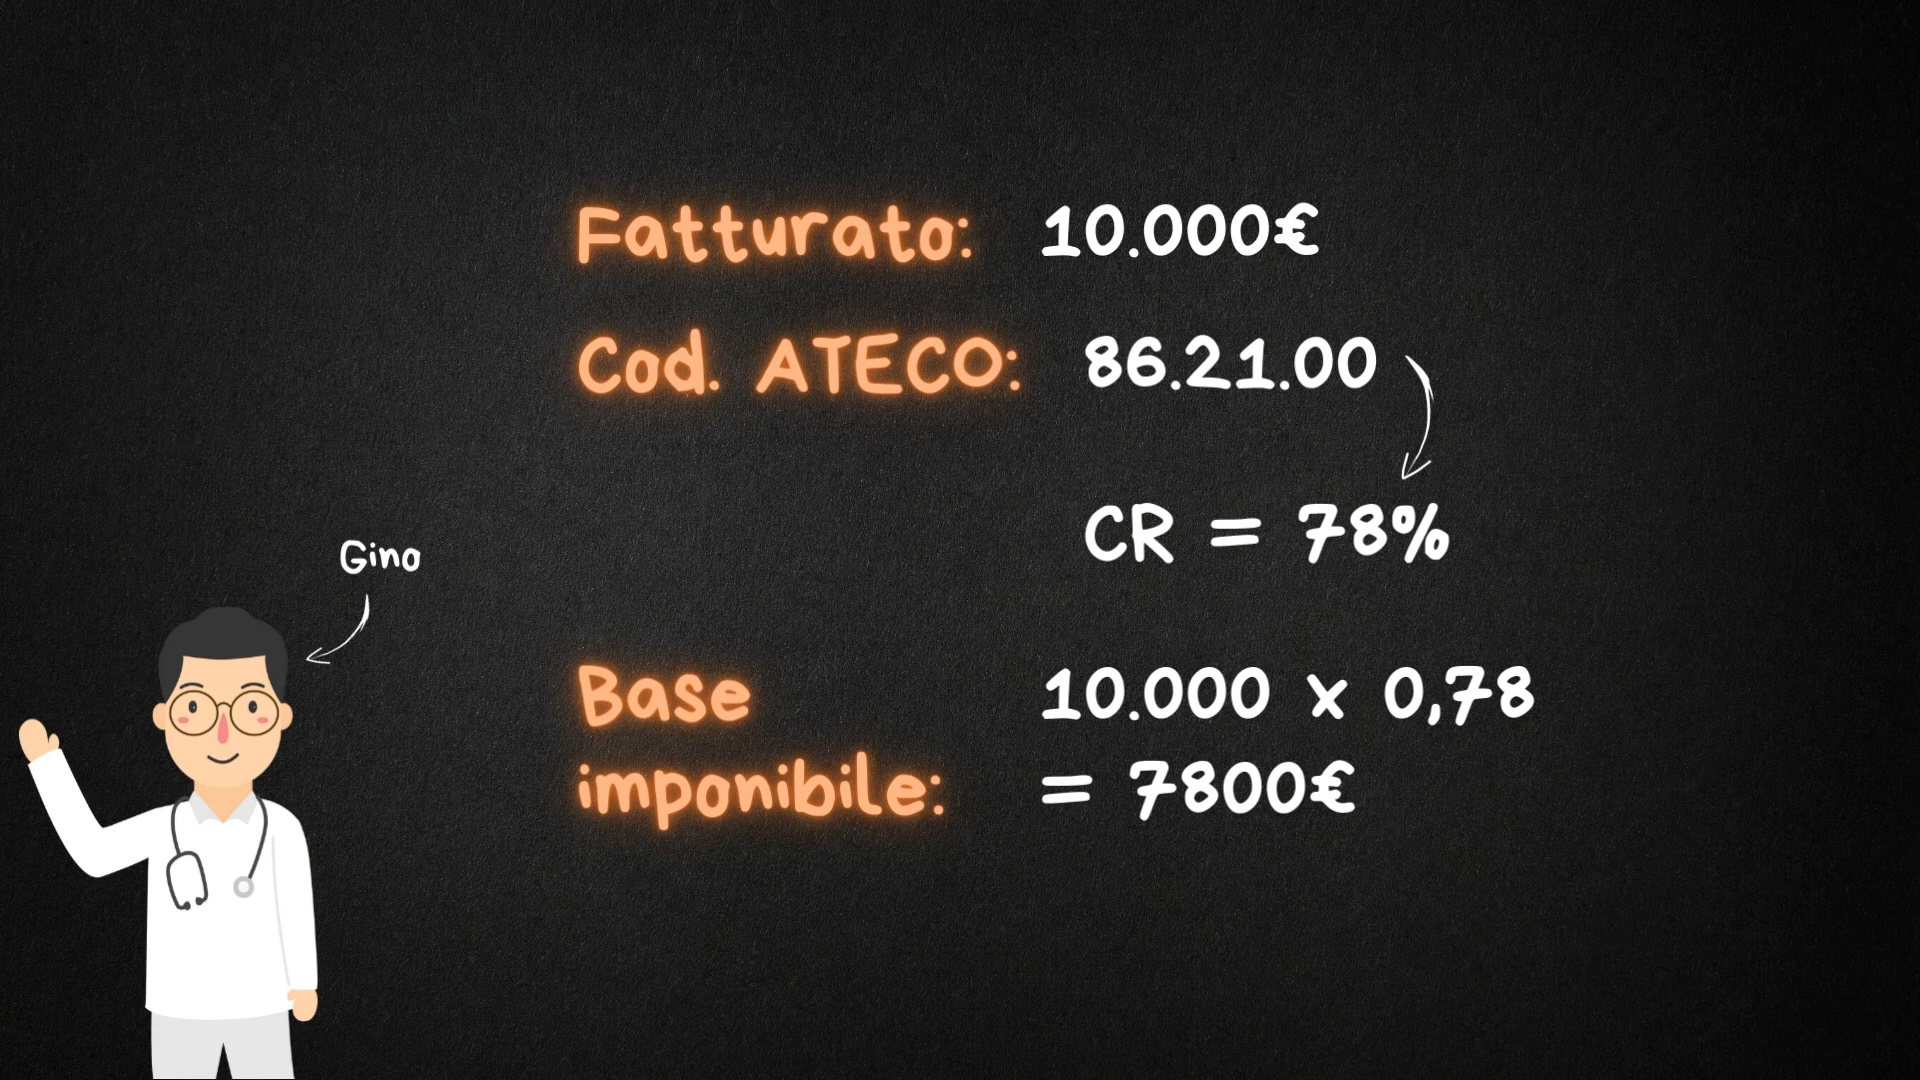 Fatturato: 10.000€
Cod. ATECO: 86.21.00
CR = 78%
Gino
Base imponibile:
10.000 x 0,78
= 7800€